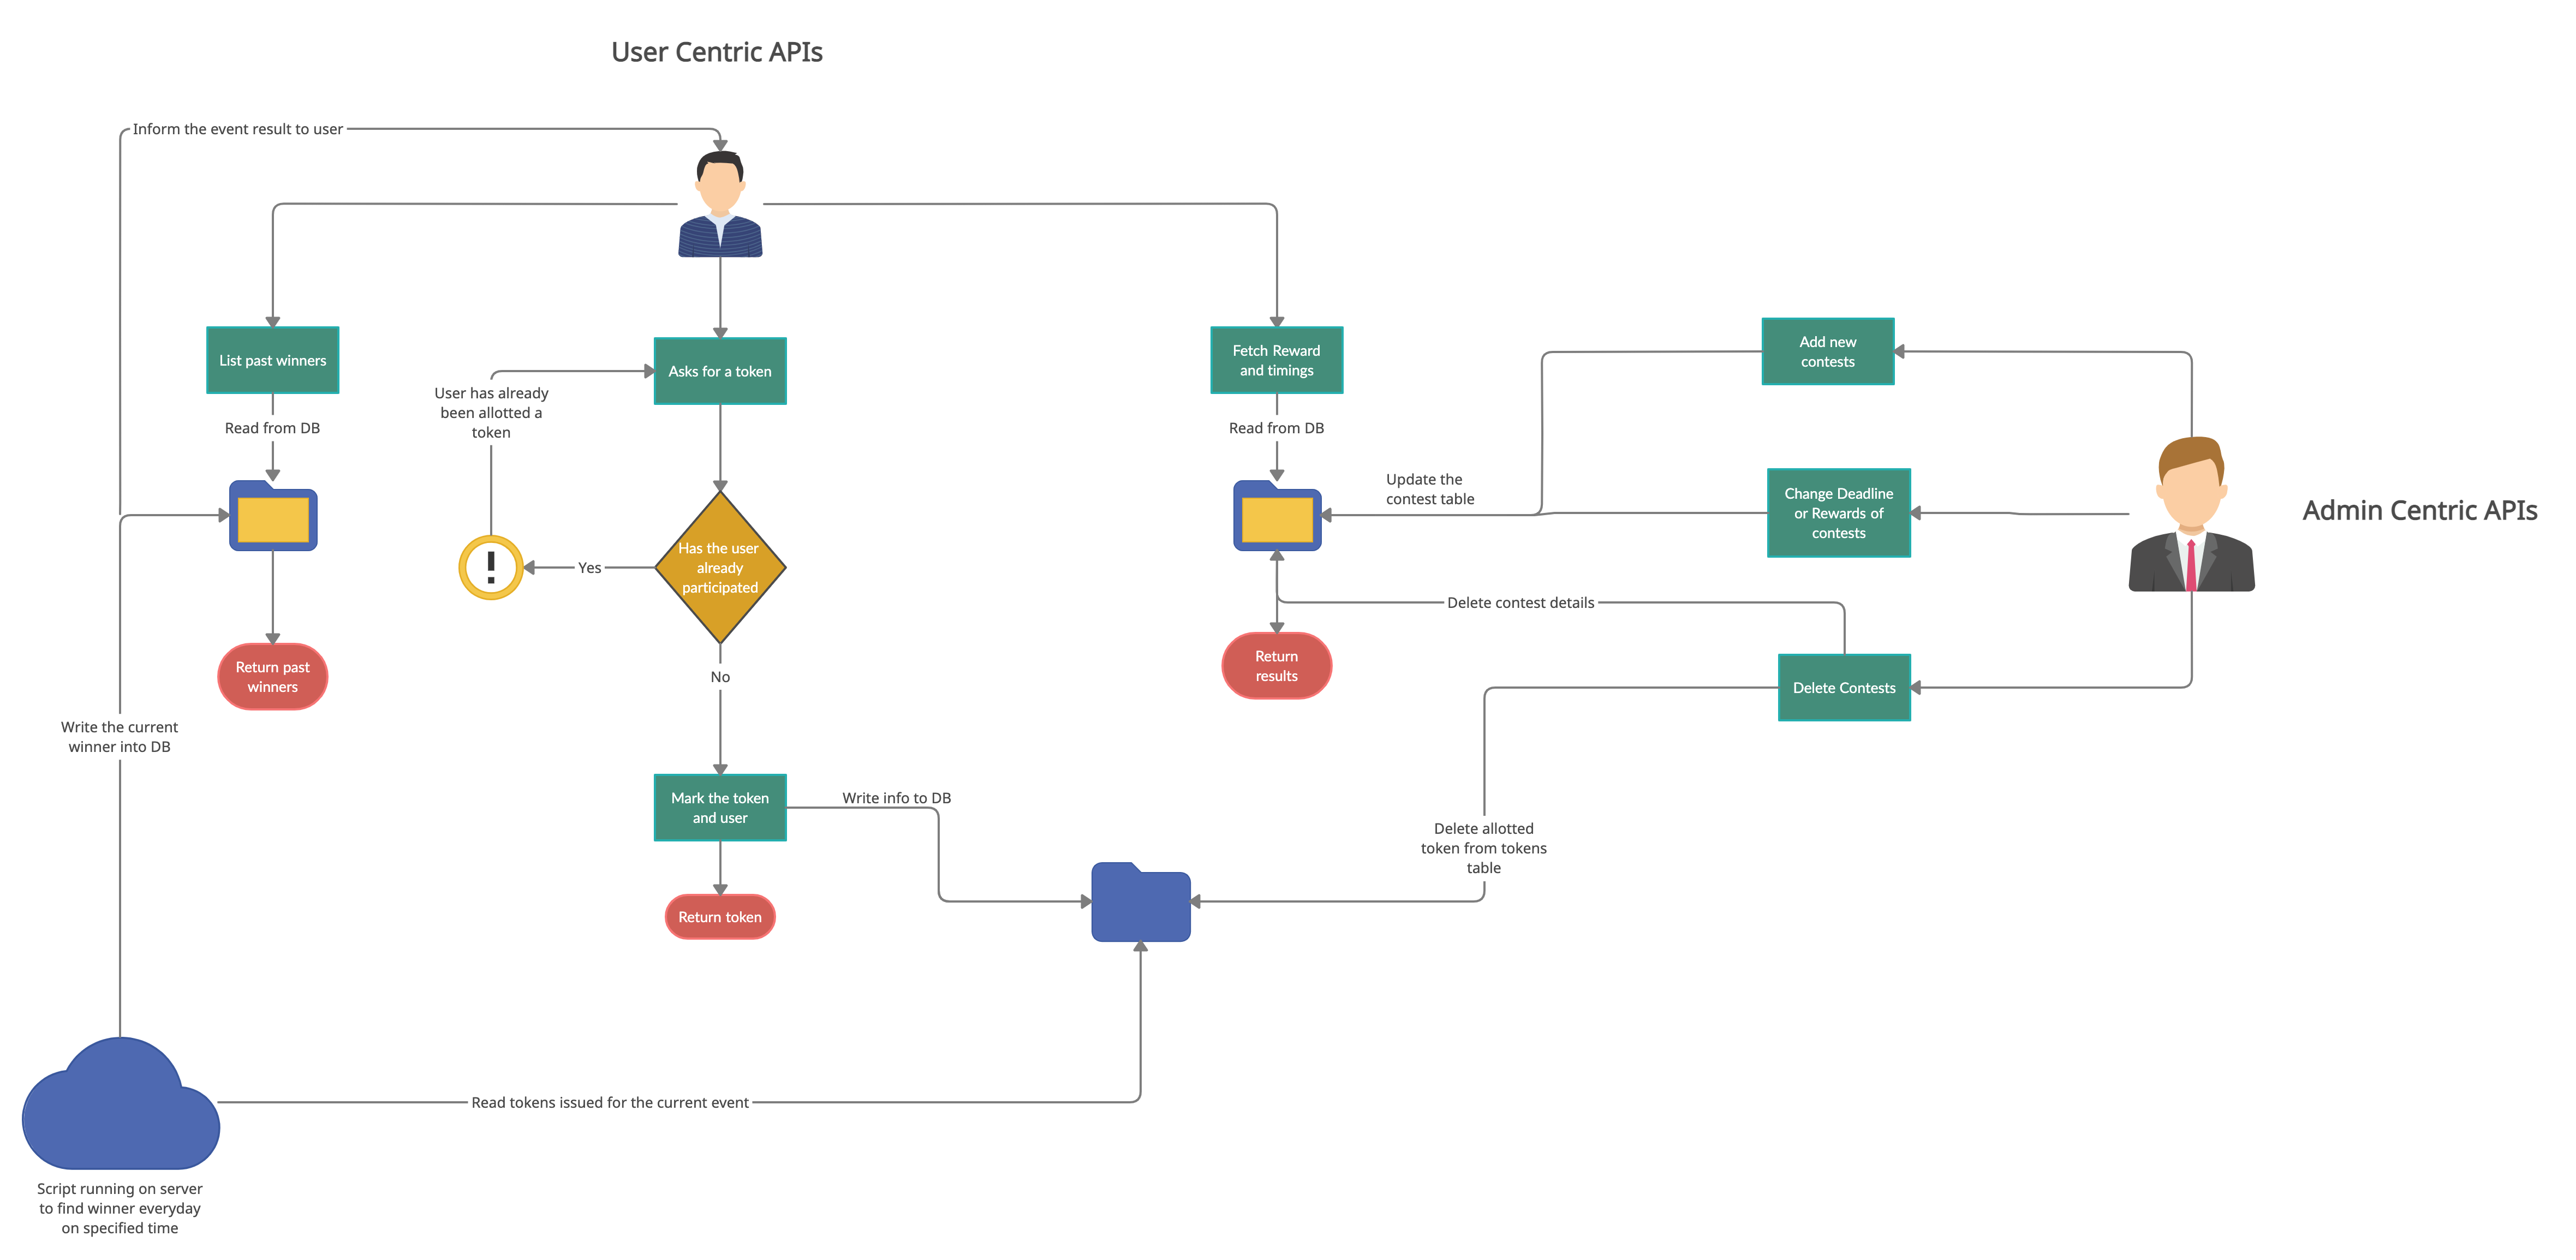 User Centric APIs
Inform the event result to user
List past winners
Read from DB
Return past
winners
Write the current
winner into DB
User has already
been allotted a
token
Asks for a token
Yes
!
Has the user
already
participated
No
Mark the token
and user
Write info to DB
Return token
Fetch Reward
and timings
Read from DB
Update the
contest table
Return
results
Delete contest details
Add new
contests
Change Deadline
or Rewards of
contests
Delete Contests
Admin Centric APIs
Delete allotted
token from tokens
table
Read tokens issued for the current event
Script running on server
to find winner everyday
on specified time